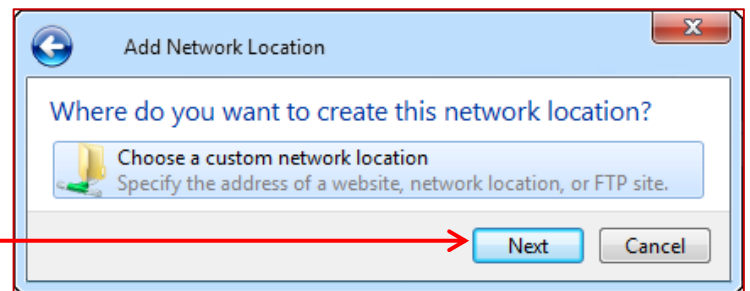 Add Network Location
Where do you want to create this network location?
Choose a custom network location
Specify the address of a website, network location, or FTP site.
Next Cancel